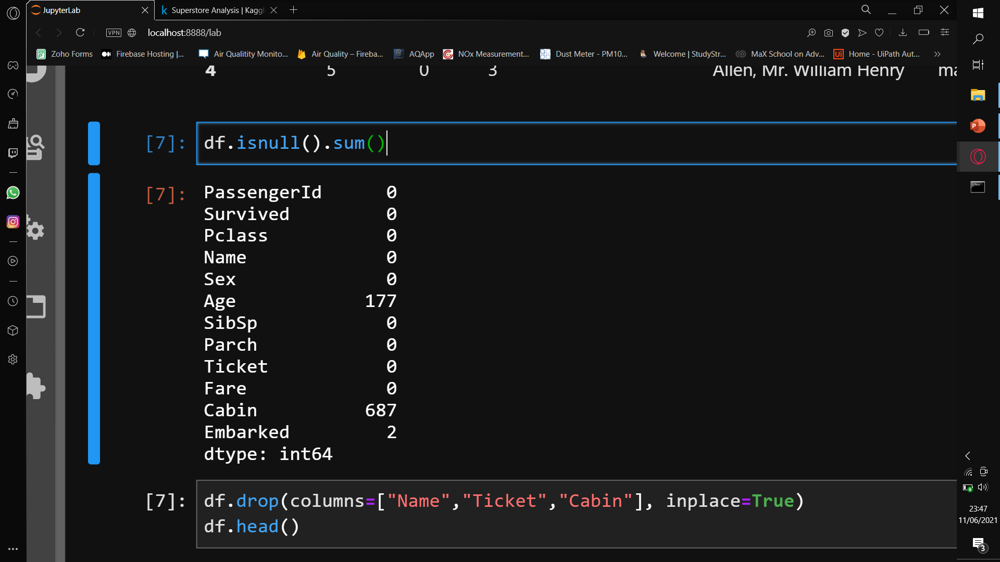 JupyterLab
Superstore Analysis | Kaggl
VPN
localhost:8888/lab
Zoho Forms
Firebase Hosting |...
Air Qualitity Monito...
Air Quality – Fireba...
AQApp
NOx Measurement...
Dust Meter - PM10...
Welcome | StudyStr...
MaX School on Adv...
Home - UiPath Aut...
4 5 0 3 Allen, Mr. William Henry ma
[7]: df.isnull().sum()
[7]: PassengerId 0
Survived 0
Pclass 0
Name 0
Sex 0
Age 177
SibSp 0
Parch 0
Ticket 0
Fare 0
Cabin 687
Embarked 2
dtype: int64
[7]: df.drop(columns=["Name","Ticket","Cabin"], inplace=True)
df.head()
23:47
11/06/2021
3